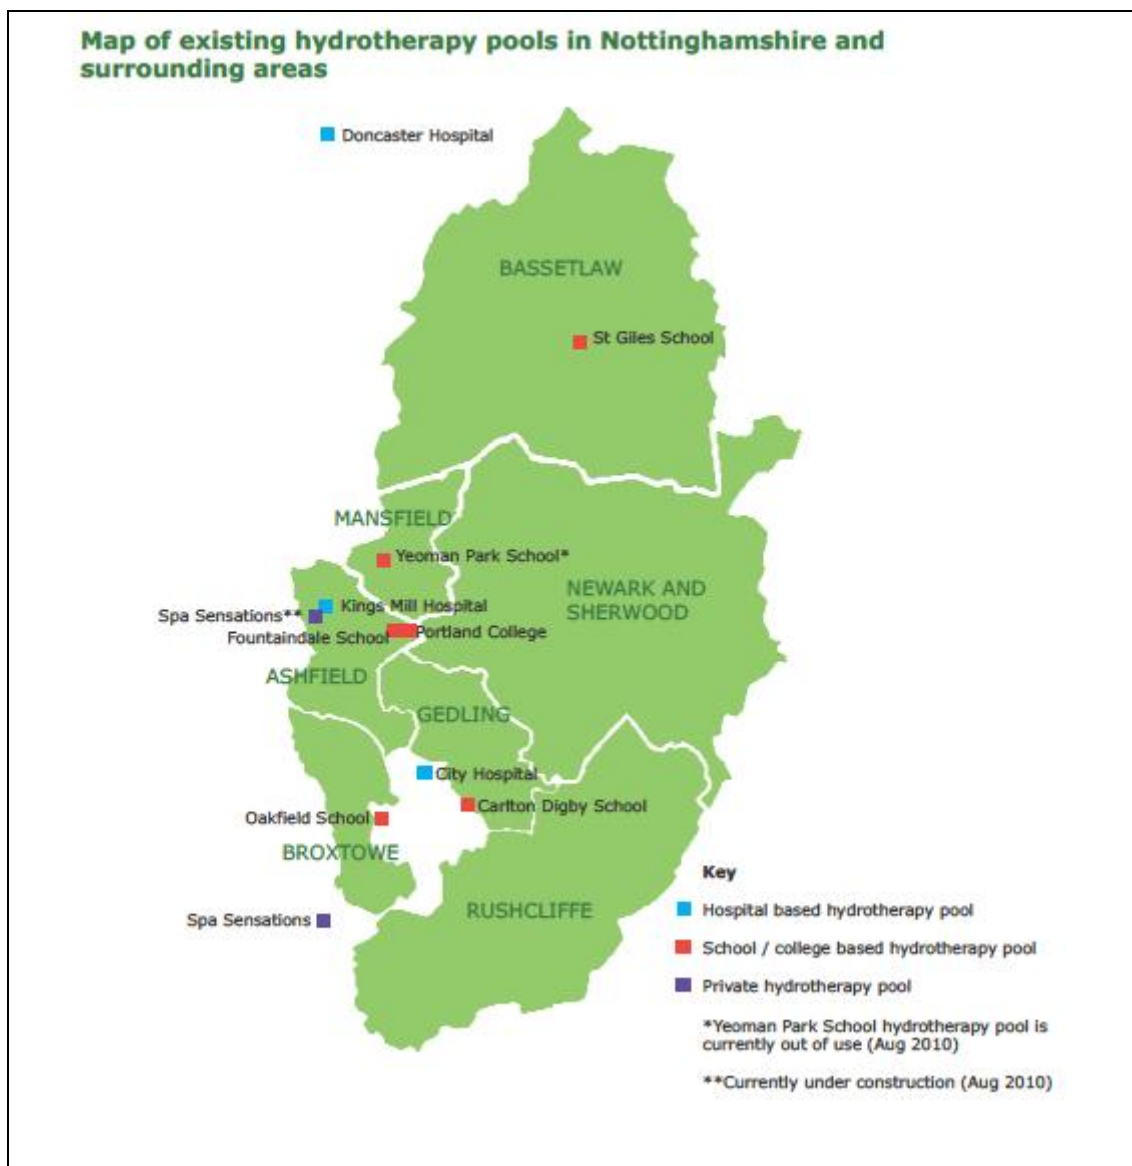 Map of existing hydrotherapy pools in Nottinghamshire and
surrounding areas
Doncaster Hospital
BASSETLAW
St Giles School
MANSFIELD
Yeoman Park School*
NEWARK AND
SHERWOOD
Kings Mill Hospital
Spa Sensations**
Fountaindale School
Portland College
ASHFIELD
GEDLING
City Hospital
Carlton Digby School
Oakfield School
BROXTOWE
RUSHCLIFFE
Spa Sensations
Key
Hospital based hydrotherapy pool
School / college based hydrotherapy pool
Private hydrotherapy pool
*Yeoman Park School hydrotherapy pool is
currently out of use (Aug 2010)
**Currently under construction (Aug 2010)